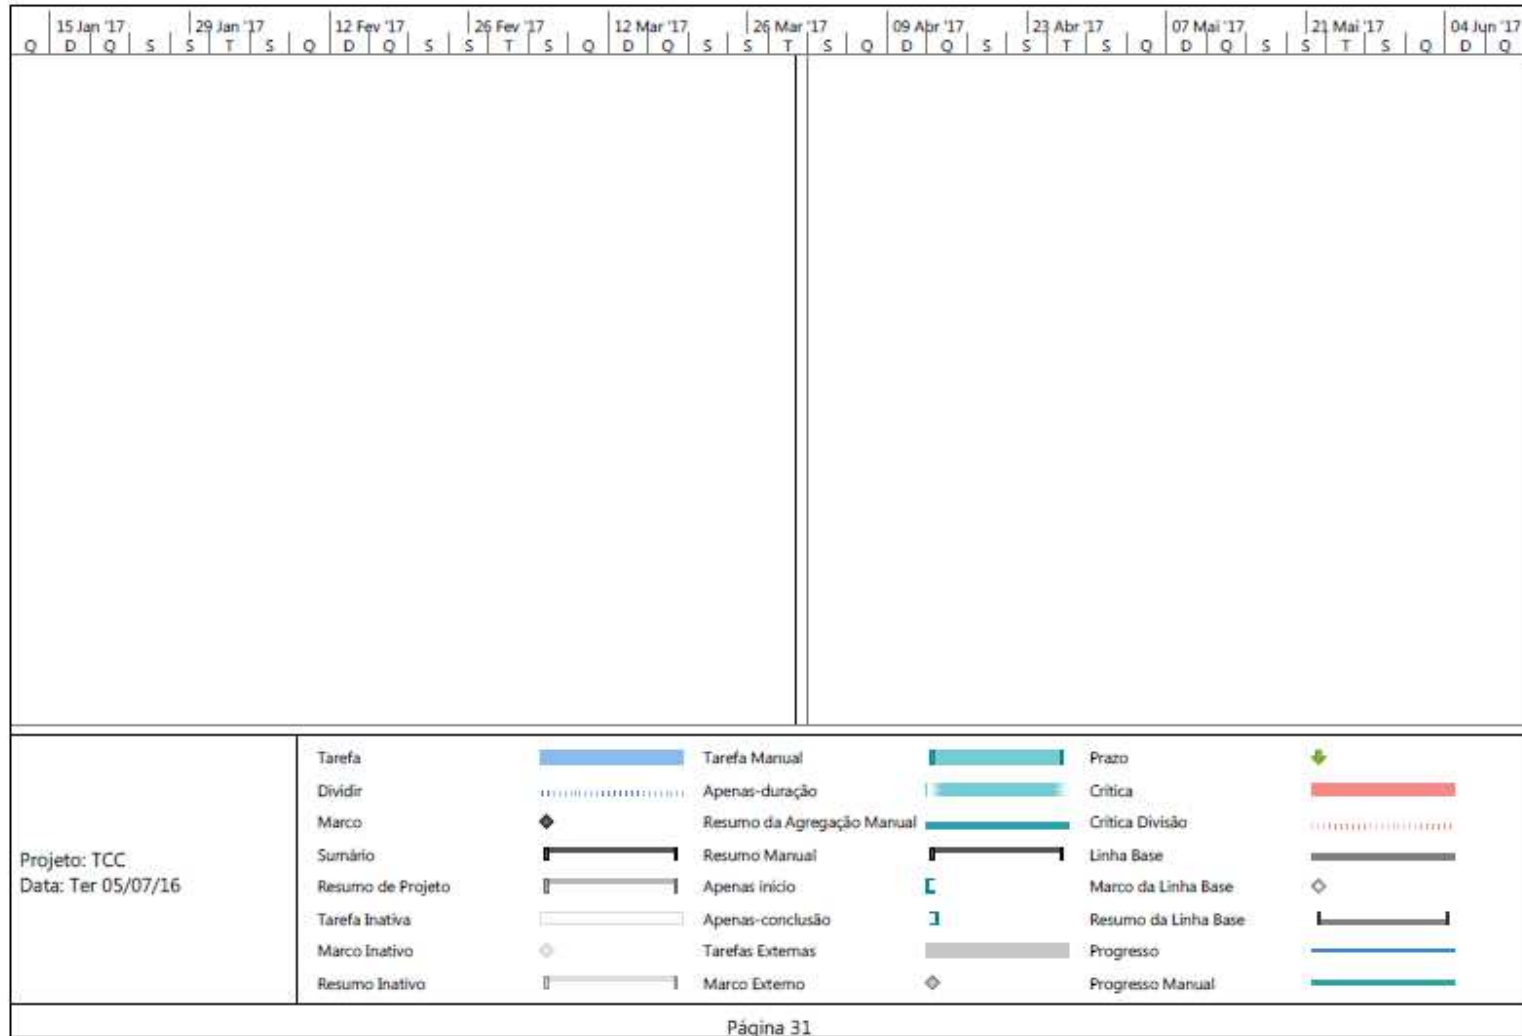 15 Jan '17 29 Jan '17 12 Fev '17 26 Fev '17 12 Mar '17 26 Mar '17 09 Abr '17 23 Abr '17 07 Mai '17 21 Mai '17 04 Jun '17
Q D Q S S T S Q D Q S S T S Q D Q S S T S Q D Q S S T S Q D Q S S T S Q D Q
Tarefa Tarefa Manual Prazo
Dividir Apenas-duração Crítica
Marco Resumo da Agregação Manual Crítica Divisão
Sumário Resumo Manual Linha Base
Projeto: TCC
Data: Ter 05/07/16
Resumo de Projeto Apenas início Marco da Linha Base
Tarefa Inativa Apenas-conclusão Resumo da Linha Base
Marco Inativo Tarefas Externas Progresso
Resumo Inativo Marco Externo Progresso Manual
Página 31